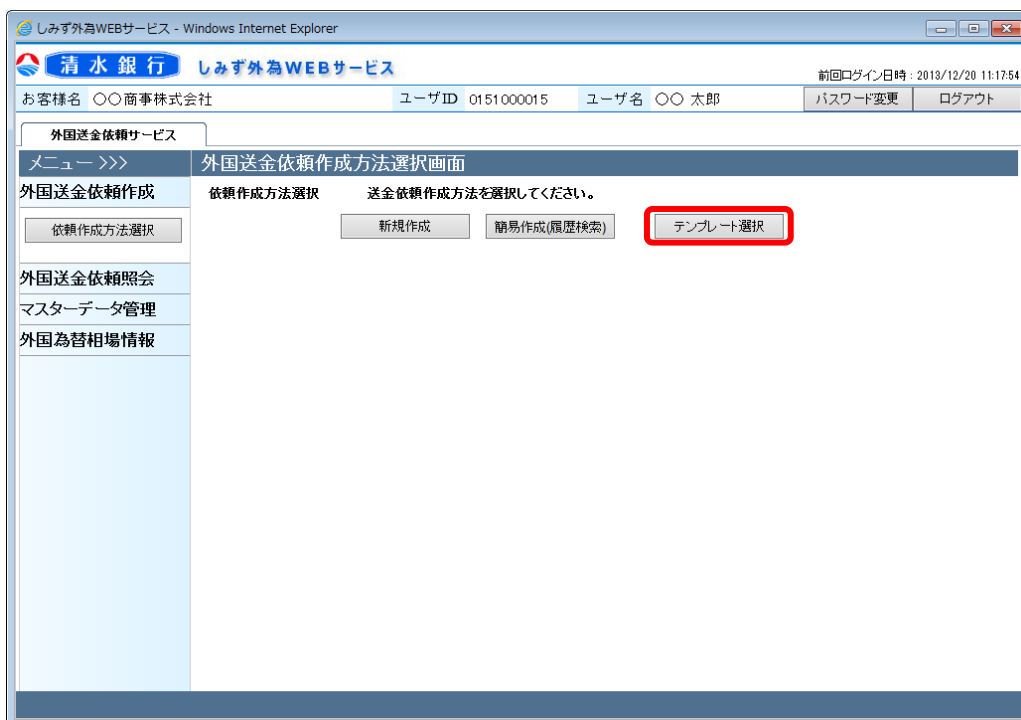 しみず外為WEBサービス - Windows Internet Explorer
清水銀行 しみず外為WEBサービス
前回ログイン日時 : 2013/12/20 11:17:54
お客様名 ○○商事株式会社 ユーザID 0151000015 ユーザ名 ○○ 太郎 パスワード変更 ログアウト
外国送金依頼サービス
メニュー >>> 外国送金依頼作成方法選択画面
外国送金依頼作成 依頼作成方法選択 送金依頼作成方法を選択してください。
依頼作成方法選択 新規作成 簡易作成(履歴検索) テンプレート選択
外国送金依頼照会
マスターデータ管理
外国為替相場情報